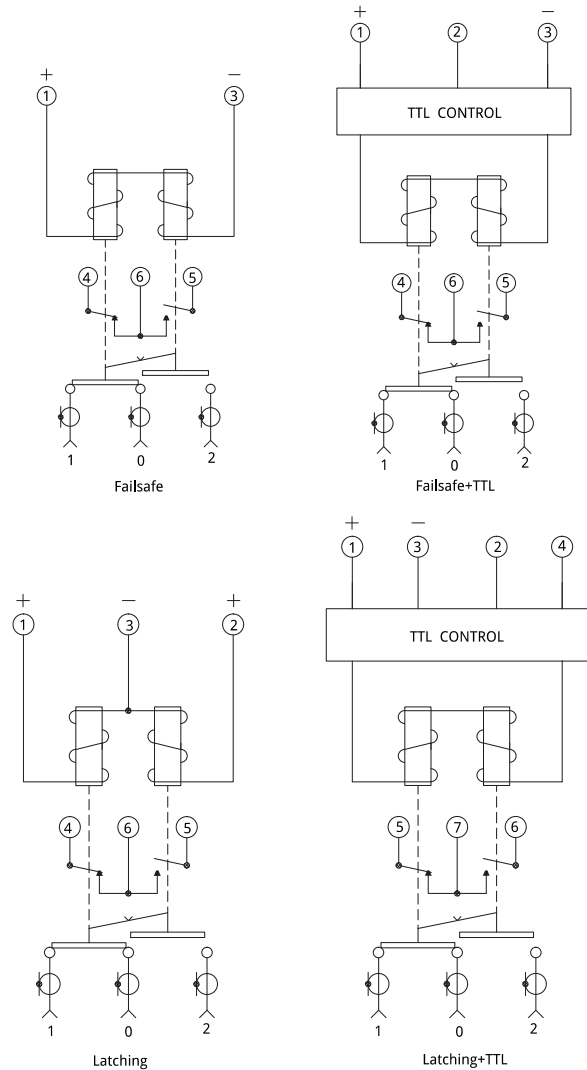 + −
1 3
4 6 5
1 0 2
Failsafe
+ −
1 2 3
TTL CONTROL
4 6 5
1 0 2
Failsafe+TTL
+ − +
1 3 2
4 6 5
1 0 2
Latching
+ −
1 3 2 4
TTL CONTROL
5 7 6
1 0 2
Latching+TTL